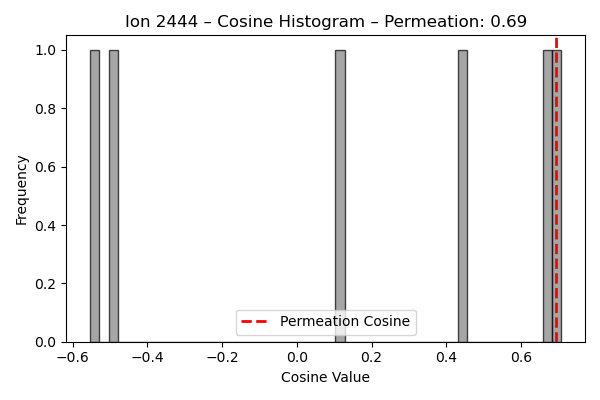 Ion 2444 – Cosine Histogram – Permeation: 0.69
Frequency
1.0
0.8
0.6
0.4
0.2
0.0
Permeation Cosine
−0.6 −0.4 −0.2 0.0 0.2 0.4 0.6
Cosine Value